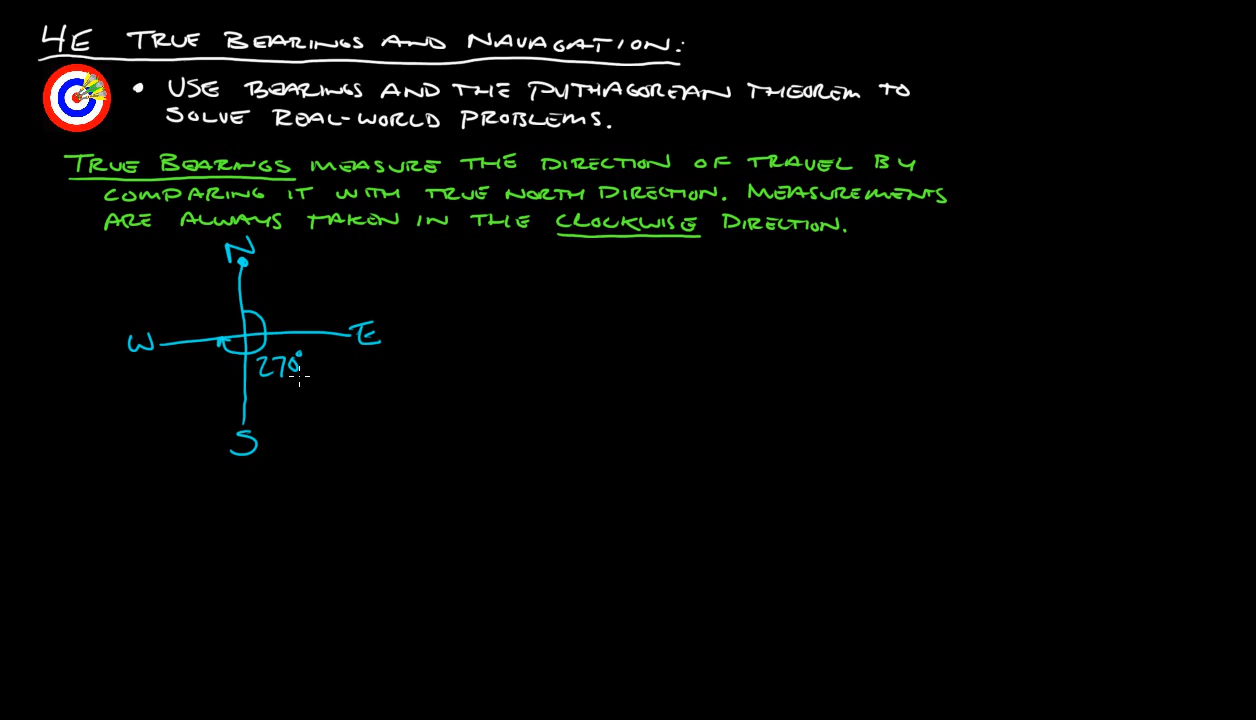 4E TRUE BEARINGS AND NAVAGATION:
• USE BEARINGS AND THE PYTHAGOREAN THEOREM TO
SOLVE REAL-WORLD PROBLEMS.
TRUE BEARINGS MEASURE THE DIRECTION OF TRAVEL BY
COMPARING IT WITH TRUE NORTH DIRECTION. MEASUREMENTS
ARE ALWAYS TAKEN IN THE CLOCKWISE DIRECTION.
N
W
E
270°
S